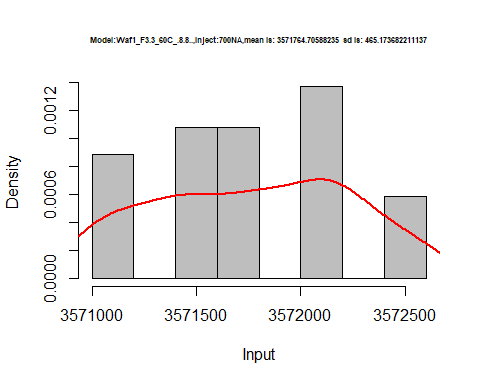 Model:Waf1_F3.3_60C_.8.8..,Inject:700NA,mean is: 3571764.70588235 sd is: 465.173682211137
Density
0.0012
0.0006
0.0000
3571000 3571500 3572000 3572500
Input